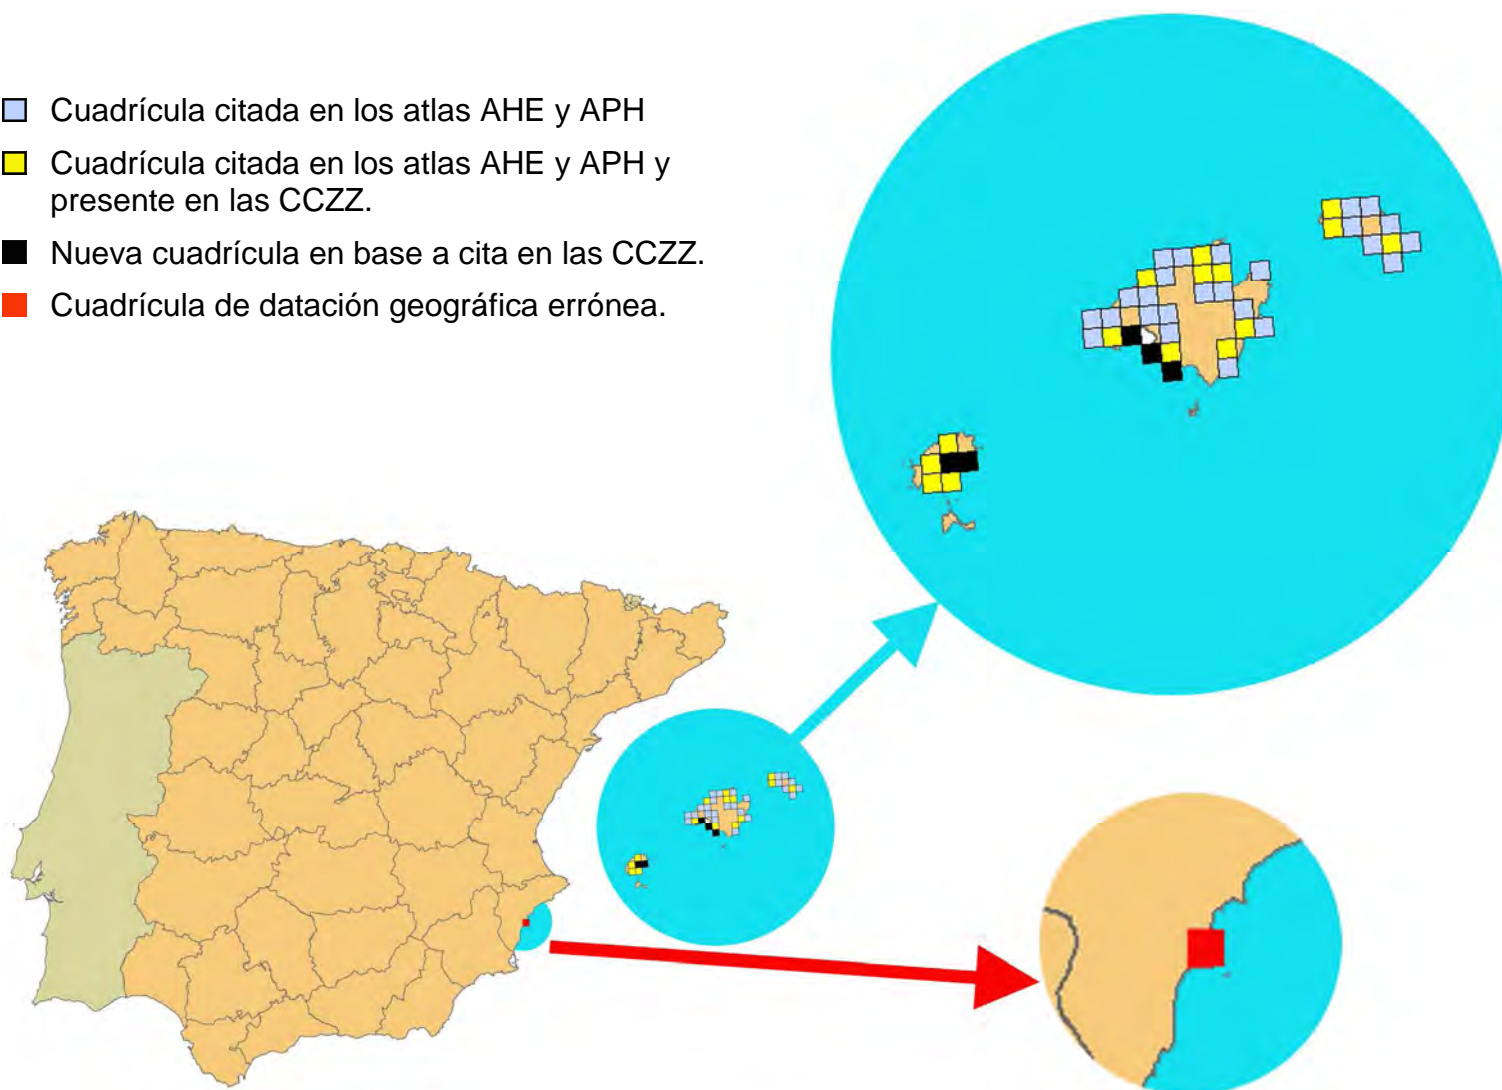 Cuadrícula citada en los atlas AHE y APH
Cuadrícula citada en los atlas AHE y APH y
presente en las CCZZ.
Nueva cuadrícula en base a cita en las CCZZ.
Cuadrícula de datación geográfica errónea.